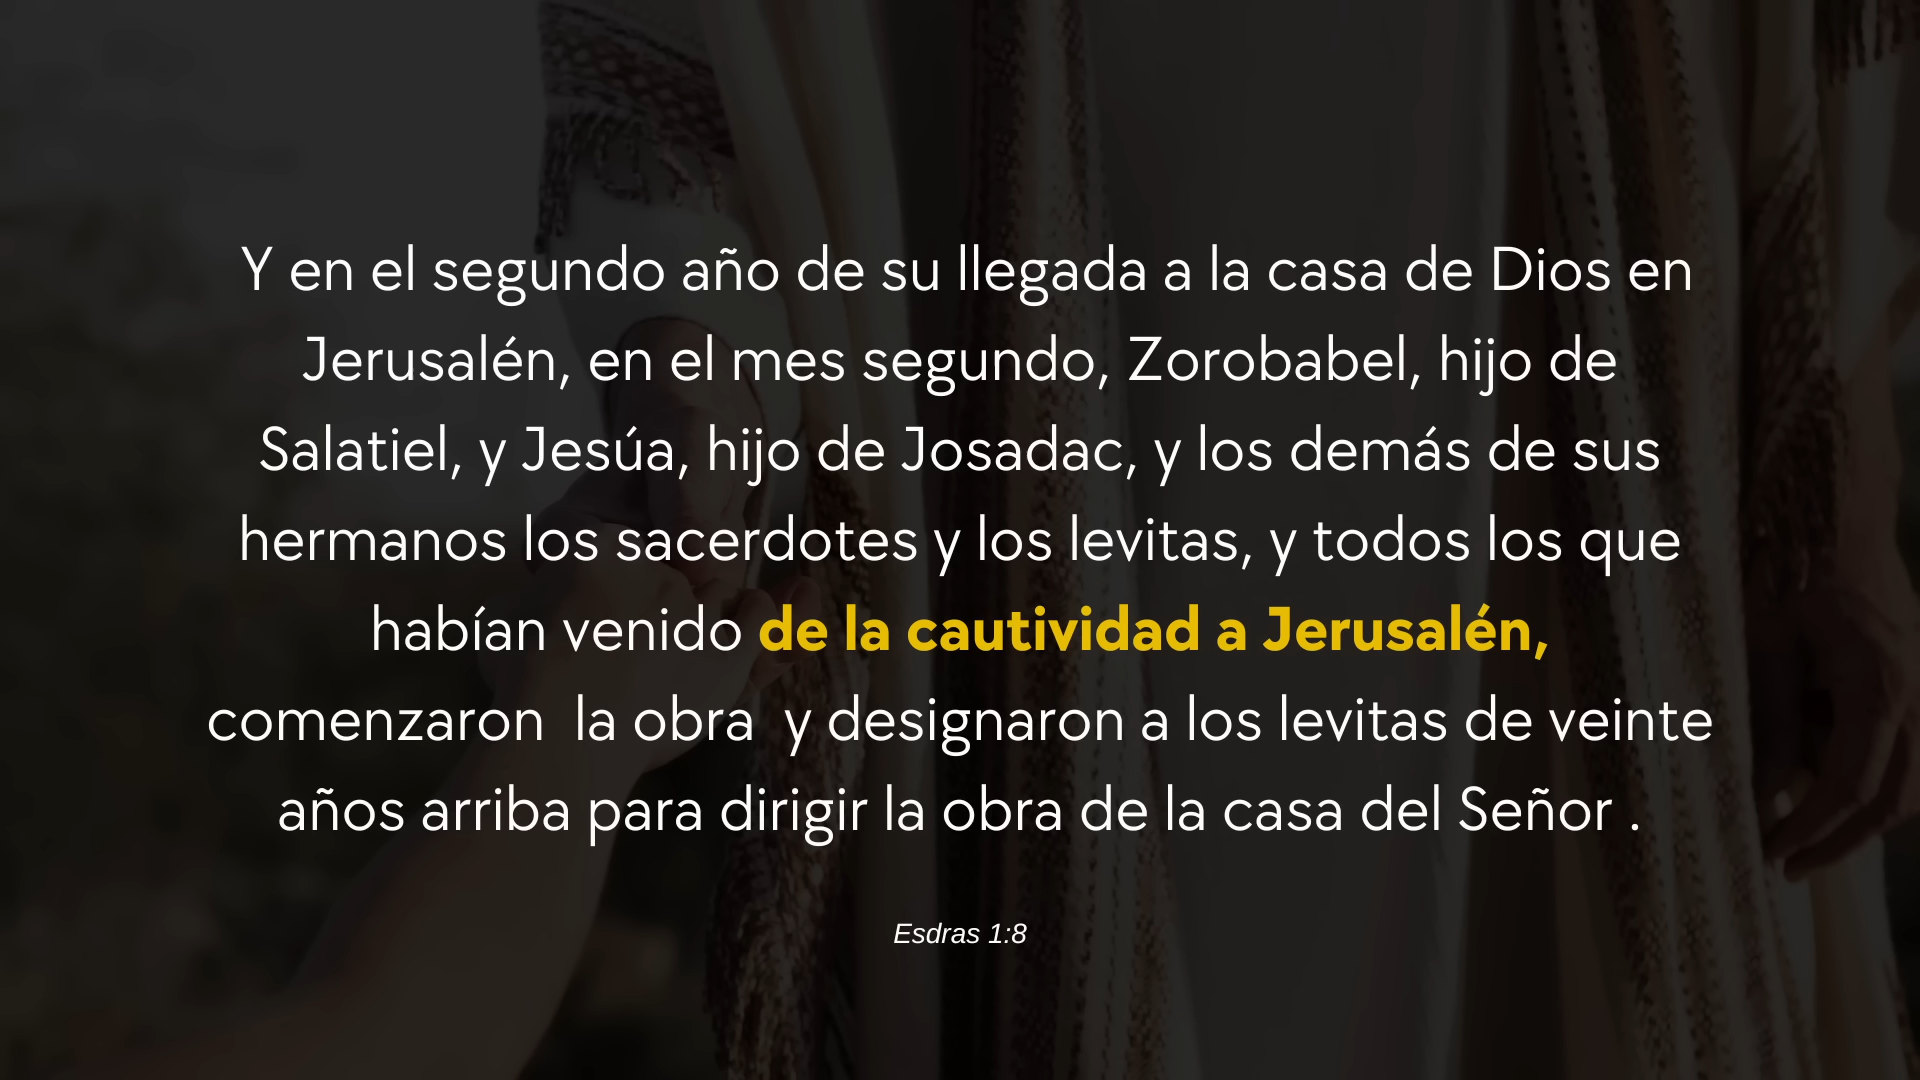 Y en el segundo año de su llegada a la casa de Dios en
Jerusalén, en el mes segundo, Zorobabel, hijo de
Salatiel, y Jesúa, hijo de Josadac, y los demás de sus
hermanos los sacerdotes y los levitas, y todos los que
habían venido de la cautividad a Jerusalén,
comenzaron  la obra  y designaron a los levitas de veinte
años arriba para dirigir la obra de la casa del Señor .
Esdras 1:8